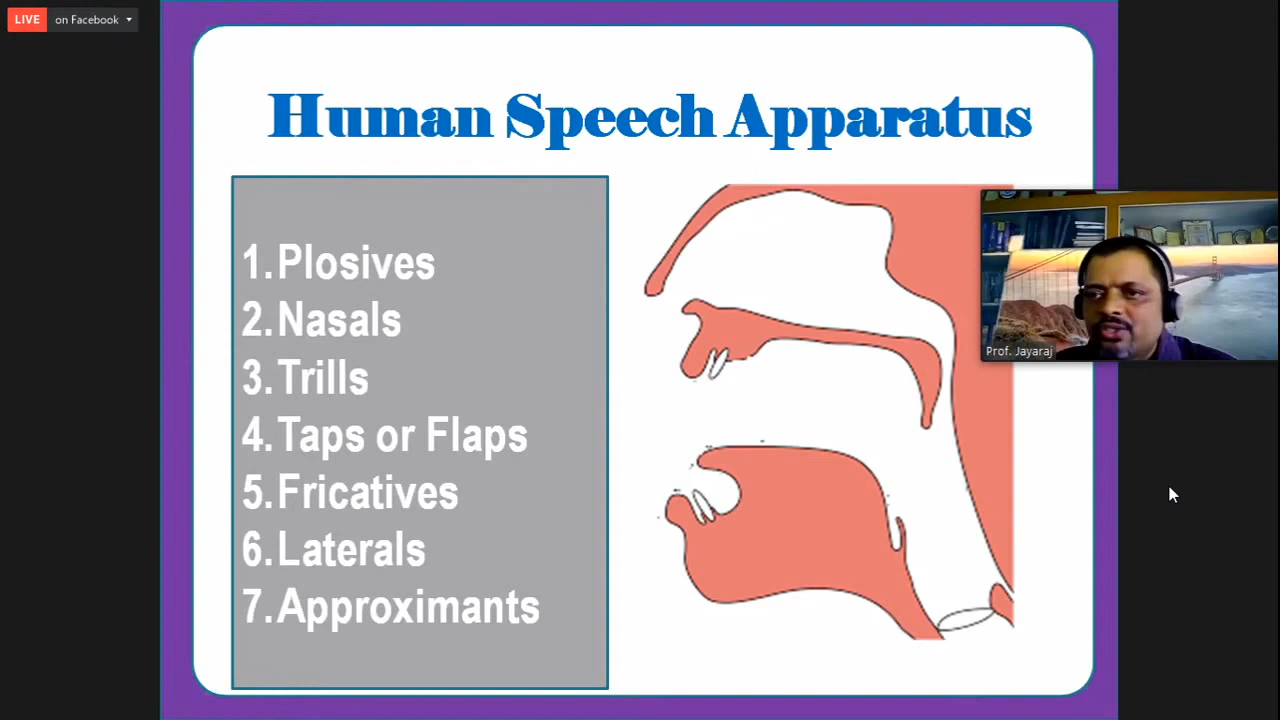 LIVE on Facebook
Human Speech Apparatus
1.Plosives
2.Nasals
3.Trills
4.Taps or Flaps
5.Fricatives
6.Laterals
7.Approximants
Prof. Jayaraj